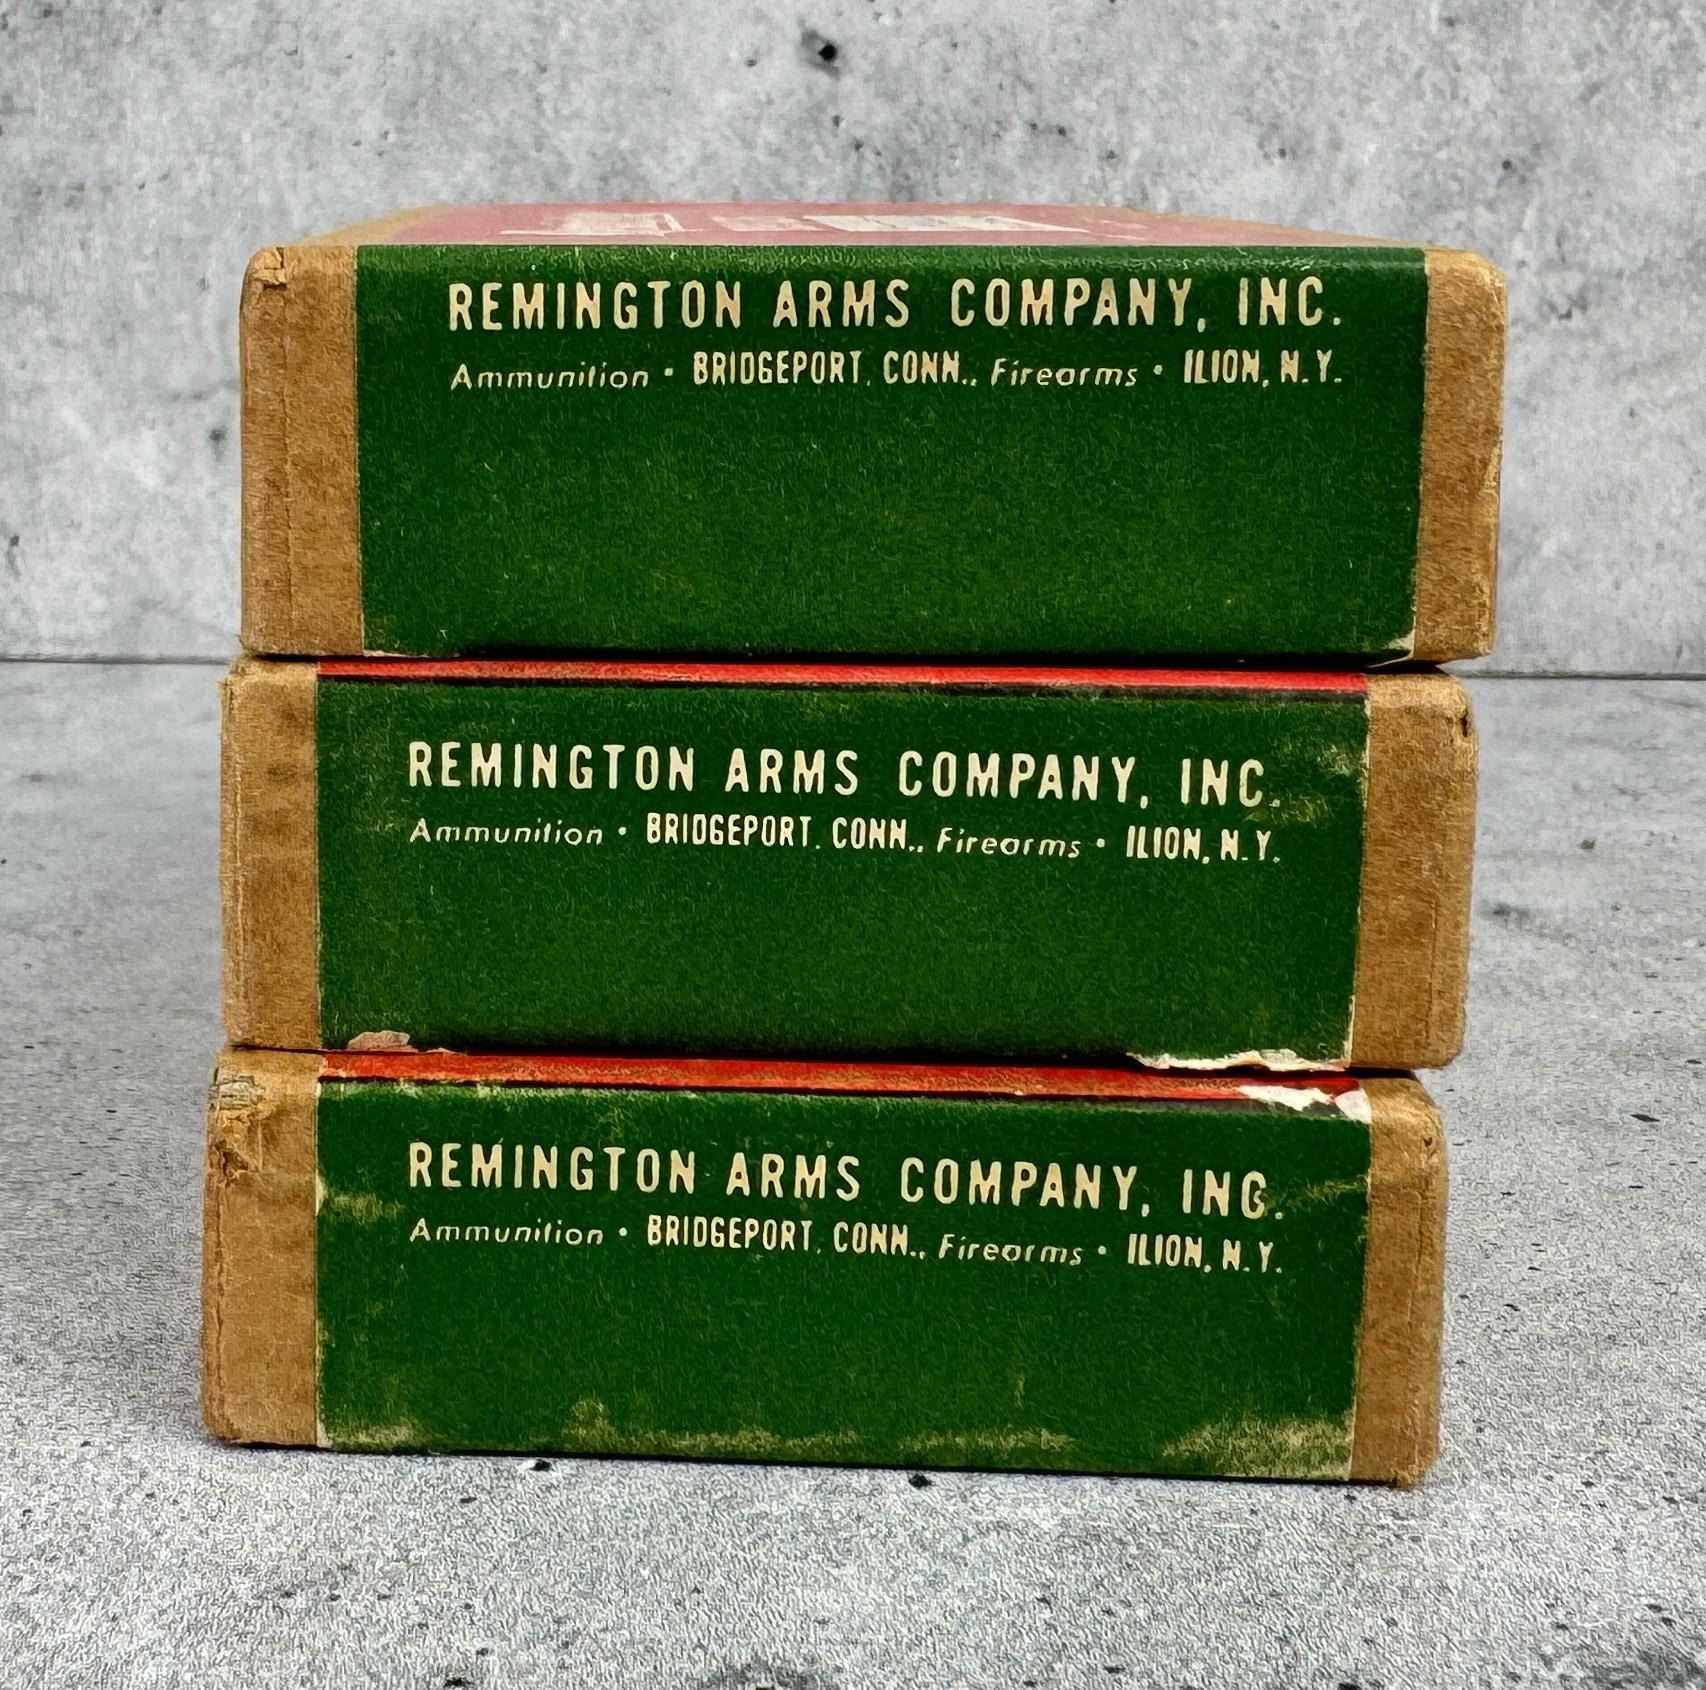 REMINGTON ARMS COMPANY, INC.
Ammunition • BRIDGEPORT, CONN., Firearms • ILION, N.Y.
REMINGTON ARMS COMPANY, INC.
Ammunition • BRIDGEPORT, CONN., Firearms • ILION, N.Y.
REMINGTON ARMS COMPANY, INC.
Ammunition • BRIDGEPORT, CONN., Firearms • ILION, N.Y.